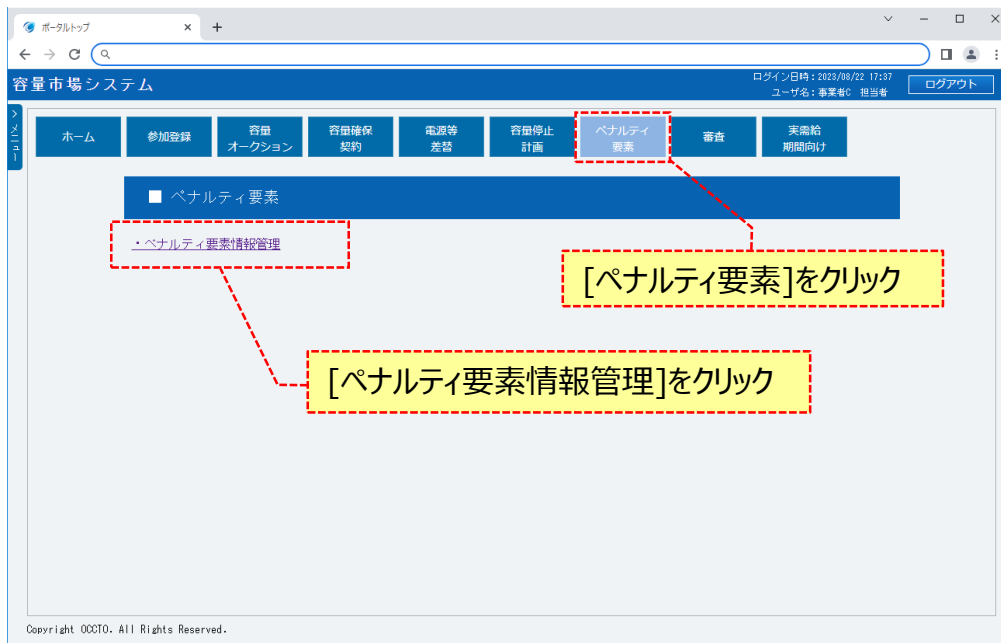 ポータルトップ
容量市場システム
ログイン日時：2023/08/22 17:37
ユーザ名：事業者C 担当者
ログアウト
＞メニュー
ホーム
参加登録
容量
オークション
容量確保
契約
電源等
差替
容量停止
計画
ペナルティ
要素
審査
実需給
期間向け
■ ペナルティ要素
・ペナルティ要素情報管理
[ペナルティ要素]をクリック
[ペナルティ要素情報管理]をクリック
Copyright OCCTO. All Rights Reserved.